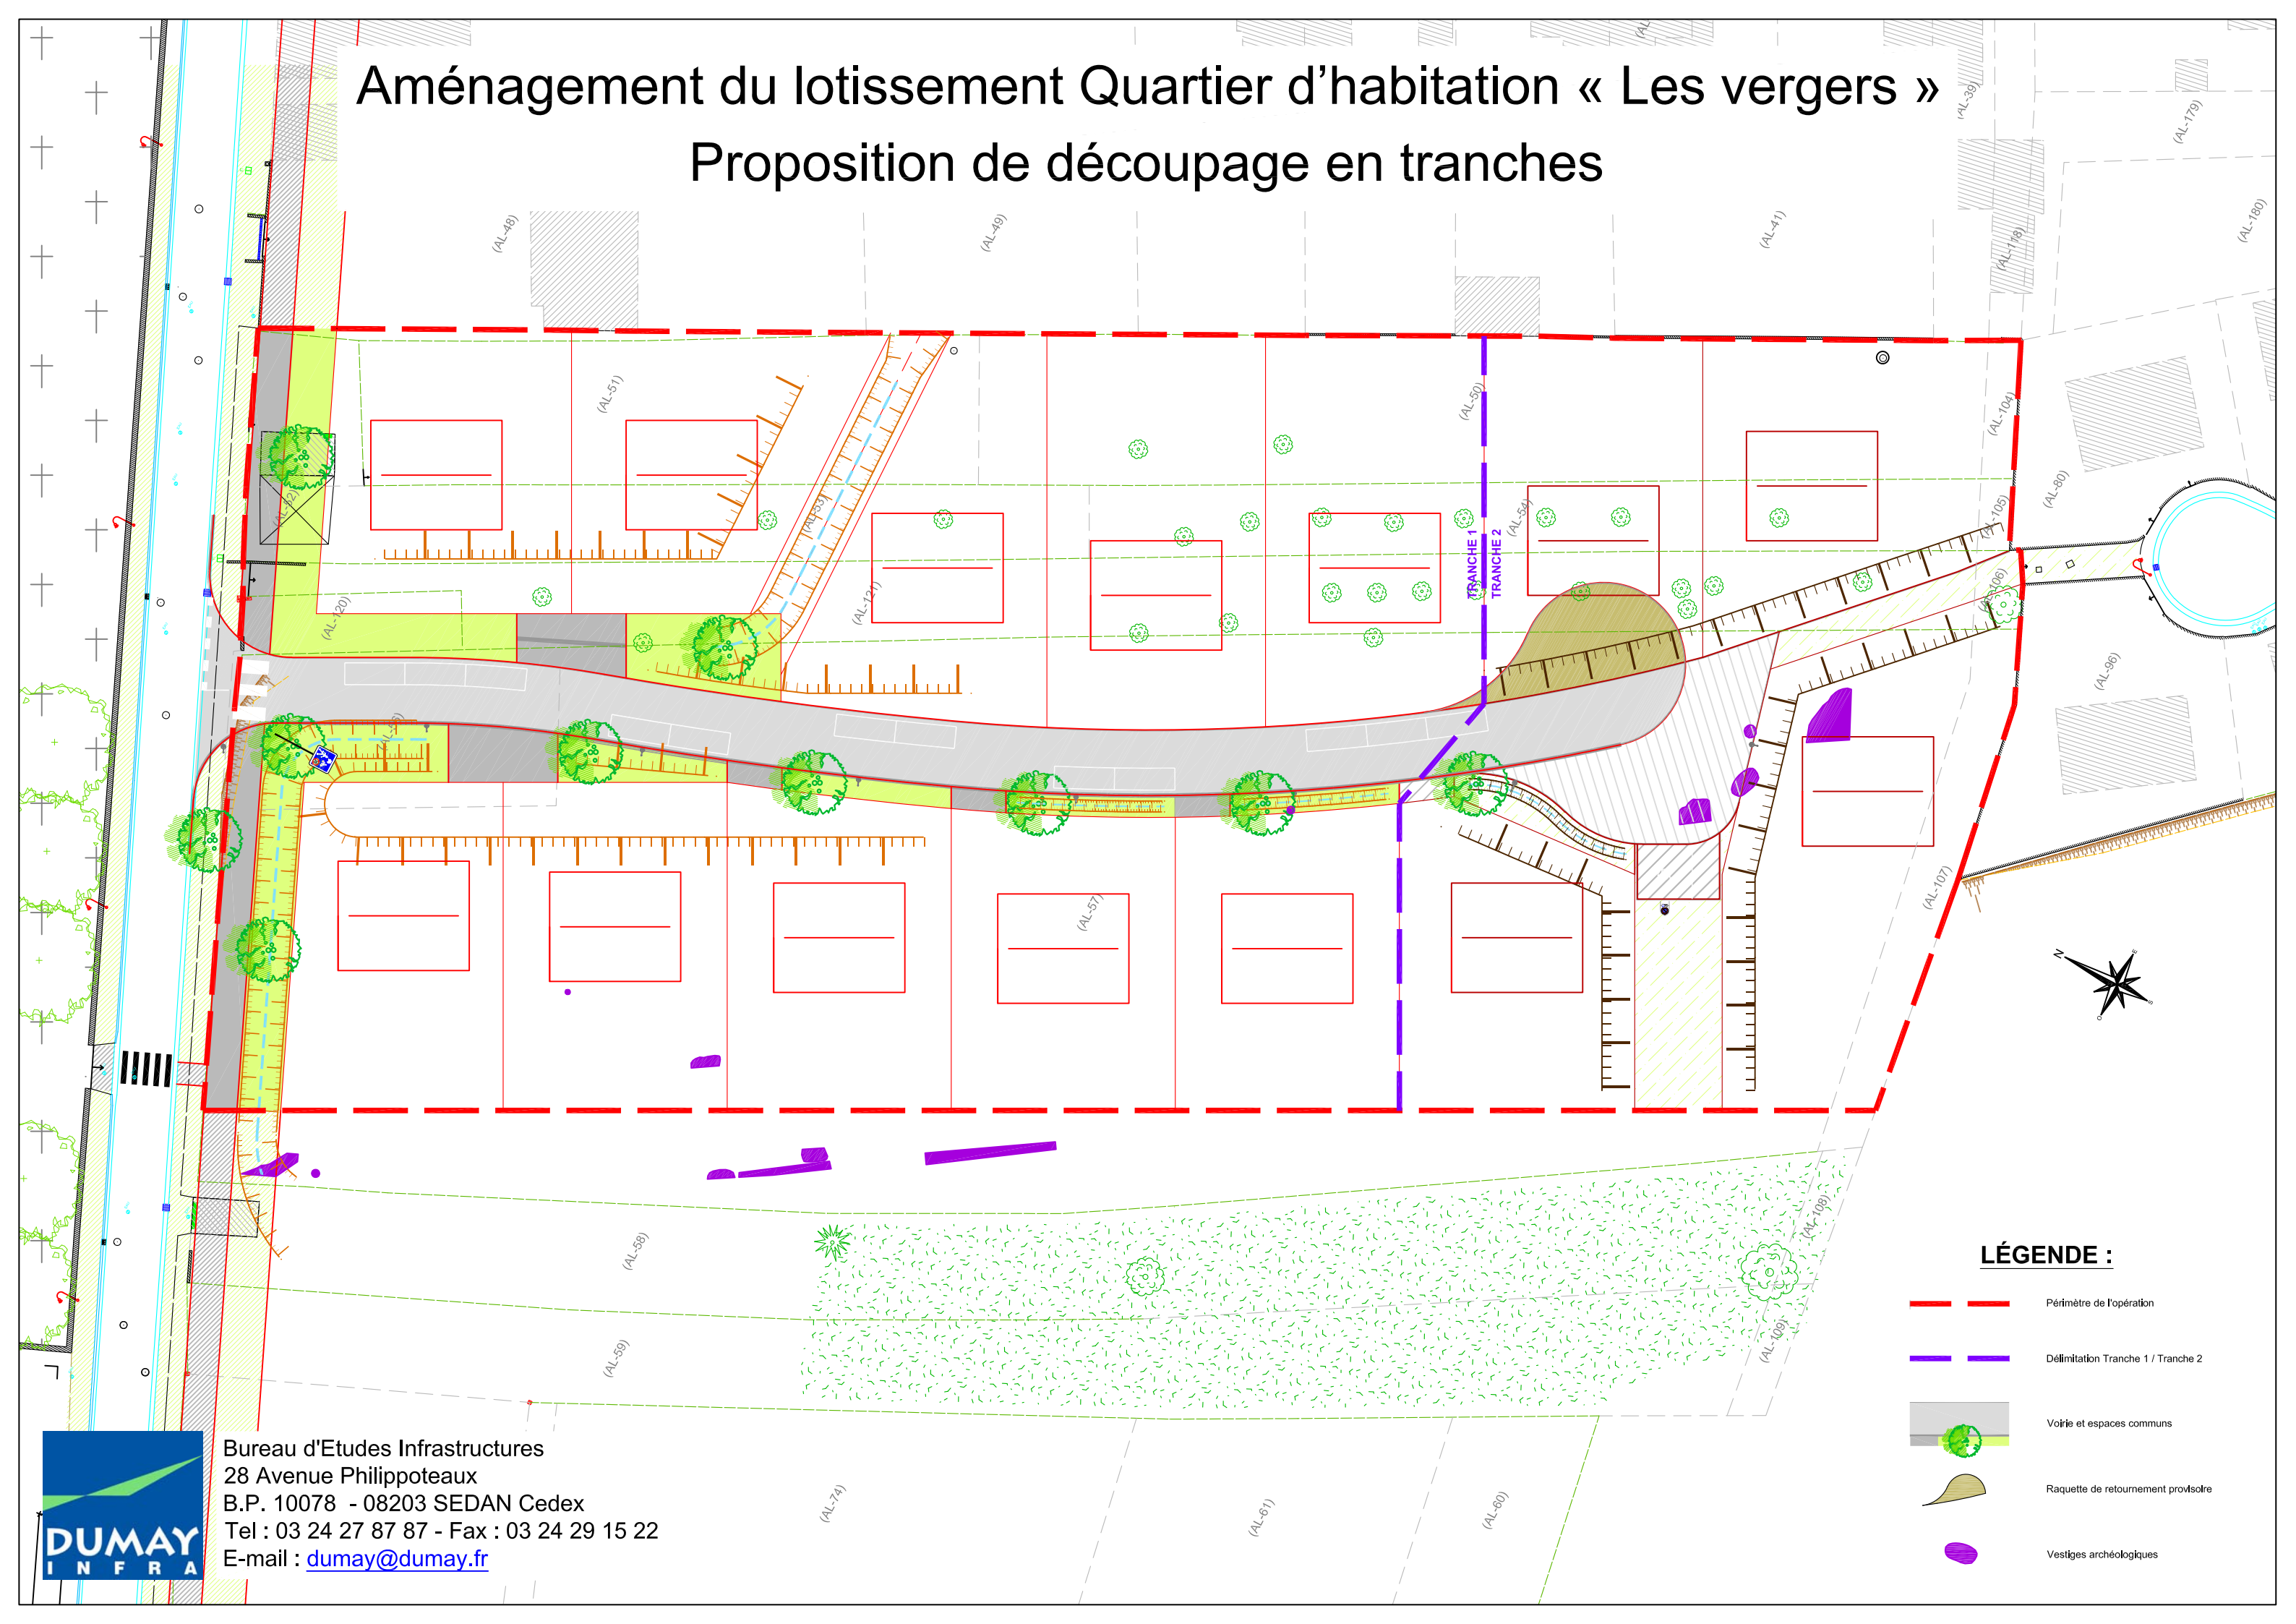 Aménagement du lotissement Quartier d’habitation « Les vergers »
Proposition de découpage en tranches
(AL-39)
(AL-179)
(AL-48)
(AL-49)
(AL-41)
(AL-118)
(AL-180)
(AL-51)
(AL-50)
(AL-104)
(AL-80)
(AL-53)
(AL-54)
(AL-105)
TRANCHE 1
TRANCHE 2
(AL-120)
(AL-121)
(AL-106)
(AL-96)
(AL-56)
(AL-57)
(AL-107)
N
E
S
O
(AL-58)
(AL-108)
(AL-59)
(AL-109)
(AL-74)
(AL-61)
(AL-60)
LÉGENDE :
Périmètre de l'opération
Délimitation Tranche 1 / Tranche 2
Voirie et espaces communs
Raquette de retournement provisoire
Vestiges archéologiques
DUMAY
INFRA
Bureau d'Etudes Infrastructures
28 Avenue Philippoteaux
B.P. 10078 - 08203 SEDAN Cedex
Tel : 03 24 27 87 87 - Fax : 03 24 29 15 22
E-mail : dumay@dumay.fr